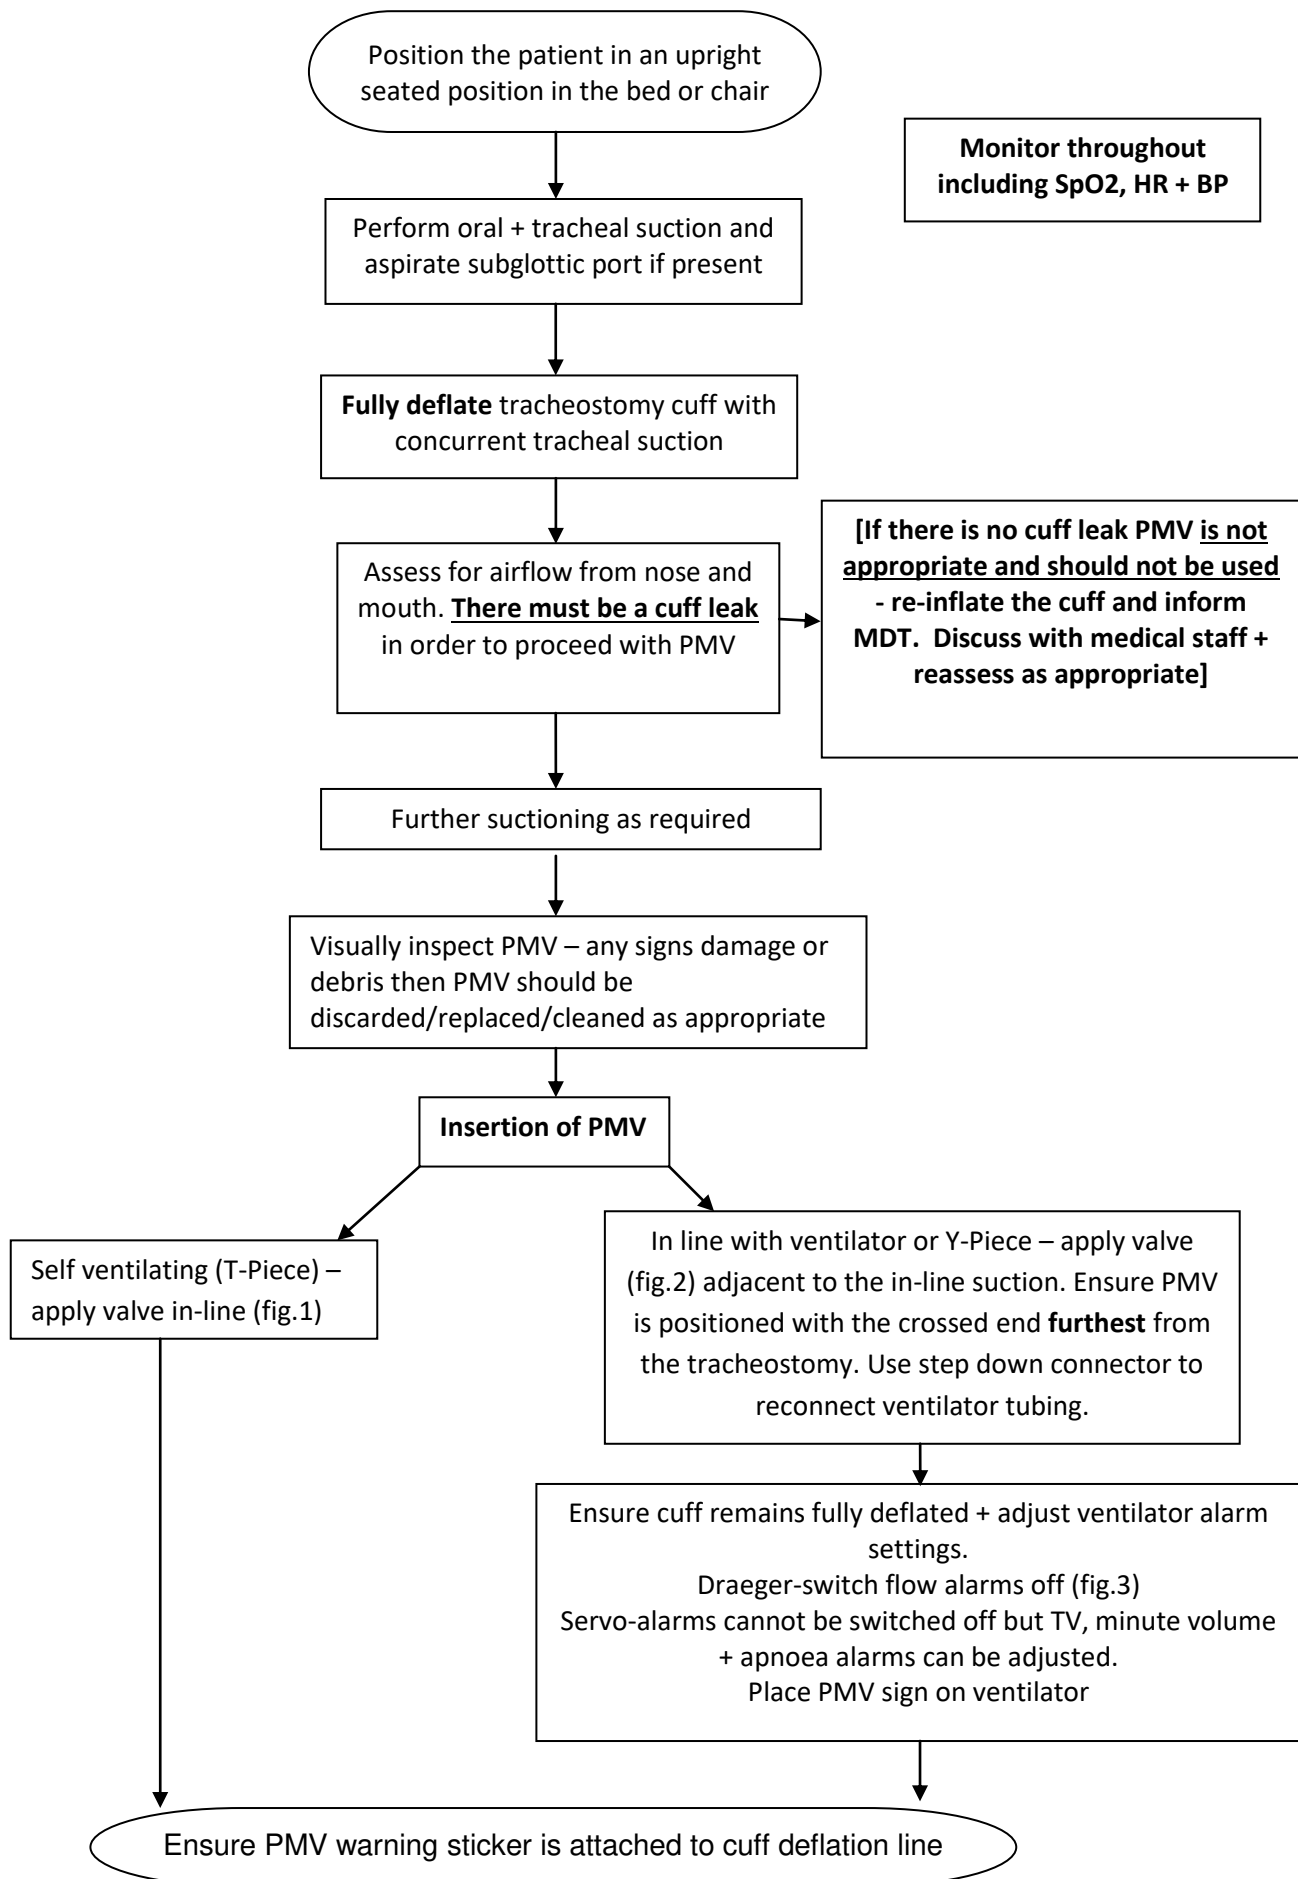 Position the patient in an upright
seated position in the bed or chair
Monitor throughout
including SpO2, HR + BP
Perform oral + tracheal suction and
aspirate subglottic port if present
Fully deflate tracheostomy cuff with
concurrent tracheal suction
Assess for airflow from nose and
mouth. There must be a cuff leak
in order to proceed with PMV
[If there is no cuff leak PMV is not
appropriate and should not be used
- re-inflate the cuff and inform
MDT. Discuss with medical staff +
reassess as appropriate]
Further suctioning as required
Visually inspect PMV – any signs damage or
debris then PMV should be
discarded/replaced/cleaned as appropriate
Insertion of PMV
Self ventilating (T-Piece) –
apply valve in-line (fig.1)
In line with ventilator or Y-Piece – apply valve
(fig.2) adjacent to the in-line suction. Ensure PMV
is positioned with the crossed end furthest from
the tracheostomy. Use step down connector to
reconnect ventilator tubing.
Ensure cuff remains fully deflated + adjust ventilator alarm
settings.
Draeger-switch flow alarms off (fig.3)
Servo-alarms cannot be switched off but TV, minute volume
+ apnoea alarms can be adjusted.
Place PMV sign on ventilator
Ensure PMV warning sticker is attached to cuff deflation line